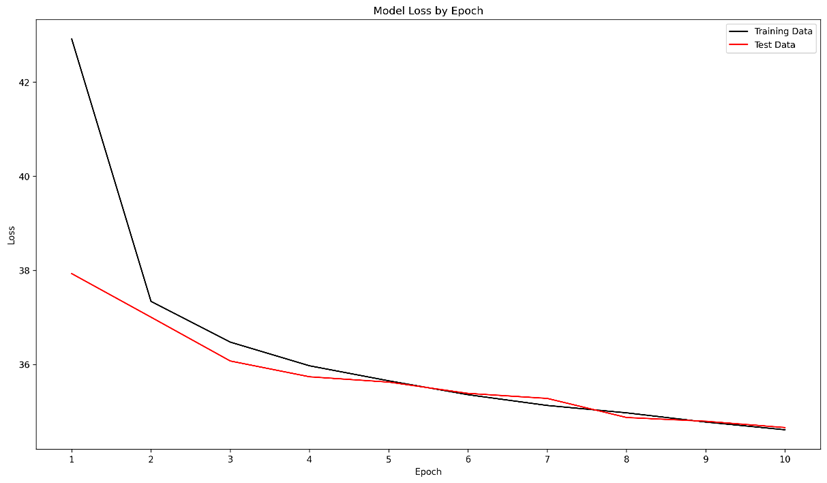 Model Loss by Epoch
Training Data
Test Data
42
40
38
36
Loss
1 2 3 4 5 6 7 8 9 10
Epoch